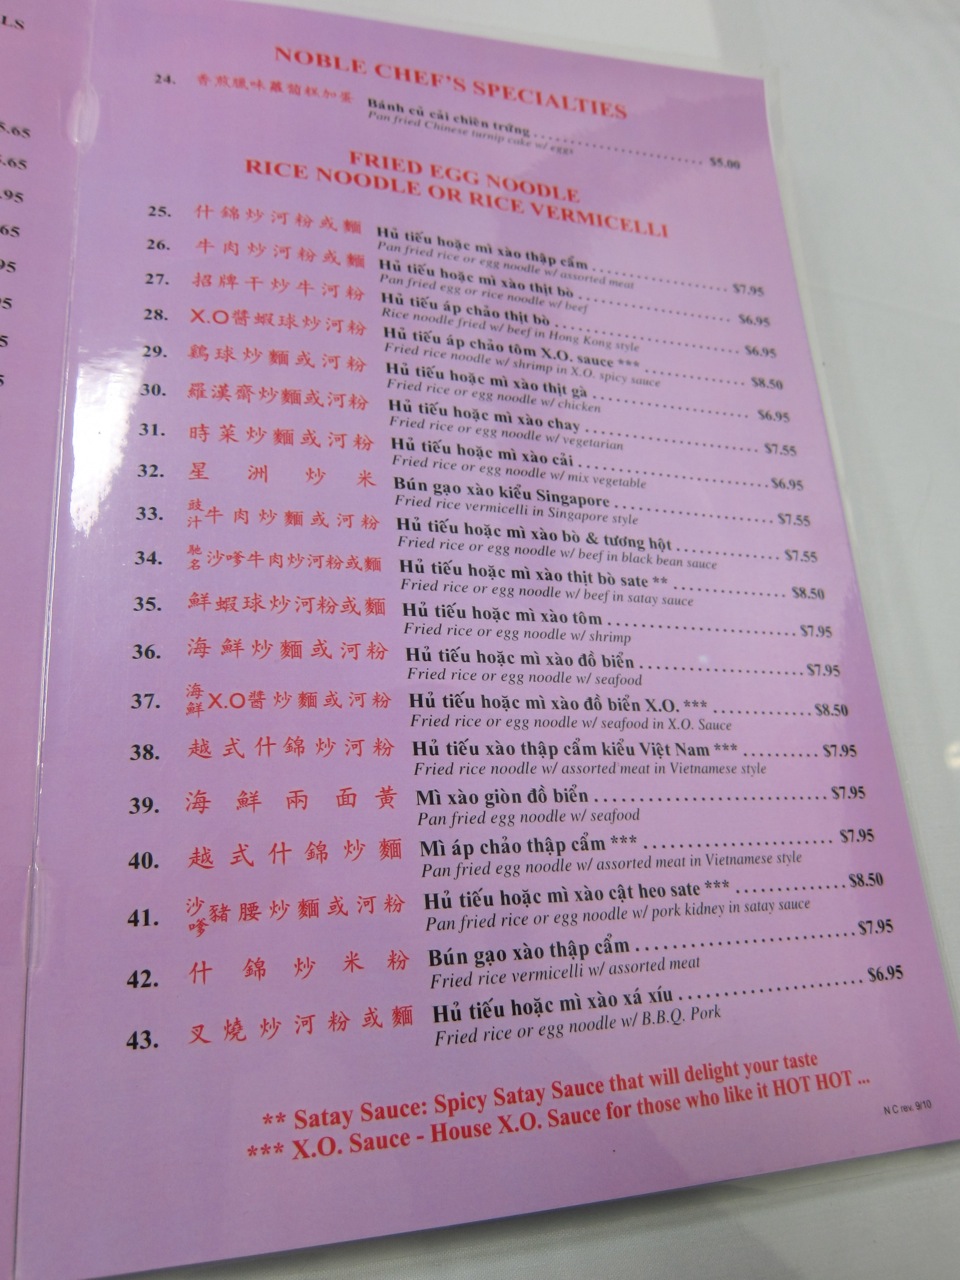 LS
5.65
5.65
.95
.65
.95
95
5
5
NOBLE CHEF'S SPECIALTIES
24. 香煎臘味蘿蔔糕加蛋 Bánh củ cải chiên trứng $5.00
Pan fried Chinese turnip cake w/ eggs
FRIED EGG NOODLE
RICE NOODLE OR RICE VERMICELLI
25. 什錦炒河粉或麵 Hủ tiếu hoặc mì xào thập cẩm $7.95
Pan fried rice or egg noodle w/ assorted meat
26. 牛肉炒河粉或麵 Hủ tiếu hoặc mì xào thịt bò $6.95
Pan fried egg or rice noodle w/ beef
27. 招牌干炒牛河粉 Hủ tiếu áp chảo thịt bò $6.95
Rice noodle fried w/ beef in Hong Kong style
28. X.O醬蝦球炒河粉 Hủ tiếu áp chảo tôm X.O. sauce *** $8.50
Fried rice noodle w/ shrimp in X.O. spicy sauce
29. 鷄球炒麵或河粉 Hủ tiếu hoặc mì xào thịt gà $6.95
Fried rice or egg noodle w/ chicken
30. 羅漢齋炒麵或河粉 Hủ tiếu hoặc mì xào chay $7.55
Fried rice or egg noodle w/ vegetarian
31. 時菜炒麵或河粉 Hủ tiếu hoặc mì xào cải $6.95
Fried rice or egg noodle w/ mix vegetable
32. 星洲炒米 Bún gạo xào kiểu Singapore $7.55
Fried rice vermicelli in Singapore style
33. 豉汁牛肉炒麵或河粉 Hủ tiếu hoặc mì xào bò & tương hột $7.55
Fried rice or egg noodle w/ beef in black bean sauce
34. 馳名沙嗲牛肉炒河粉或麵 Hủ tiếu hoặc mì xào thịt bò sate ** $8.50
Fried rice or egg noodle w/ beef in satay sauce
35. 鮮蝦球炒河粉或麵 Hủ tiếu hoặc mì xào tôm $7.95
Fried rice or egg noodle w/ shrimp
36. 海鮮炒麵或河粉 Hủ tiếu hoặc mì xào đồ biển $7.95
Fried rice or egg noodle w/ seafood
37. 海鮮X.O醬炒麵或河粉 Hủ tiếu hoặc mì xào đồ biển X.O. *** $8.50
Fried rice or egg noodle w/ seafood in X.O. Sauce
38. 越式什錦炒河粉 Hủ tiếu xào thập cẩm kiểu Việt Nam *** $7.95
Fried rice noodle w/ assorted meat in Vietnamese style
39. 海鮮兩面黃 Mì xào giòn đồ biển $7.95
Pan fried egg noodle w/ seafood
40. 越式什錦炒麵 Mì áp chảo thập cẩm *** $7.95
Pan fried egg noodle w/ assorted meat in Vietnamese style
41. 沙嗲豬腰炒麵或河粉 Hủ tiếu hoặc mì xào cật heo sate *** $8.50
Pan fried rice or egg noodle w/ pork kidney in satay sauce
42. 什錦炒米粉 Bún gạo xào thập cẩm $7.95
Fried rice vermicelli w/ assorted meat
43. 叉燒炒河粉或麵 Hủ tiếu hoặc mì xào xá xíu $6.95
Fried rice or egg noodle w/ B.B.Q. Pork
** Satay Sauce: Spicy Satay Sauce that will delight your taste
*** X.O. Sauce - House X.O. Sauce for those who like it HOT HOT ...
N C rev. 9/10